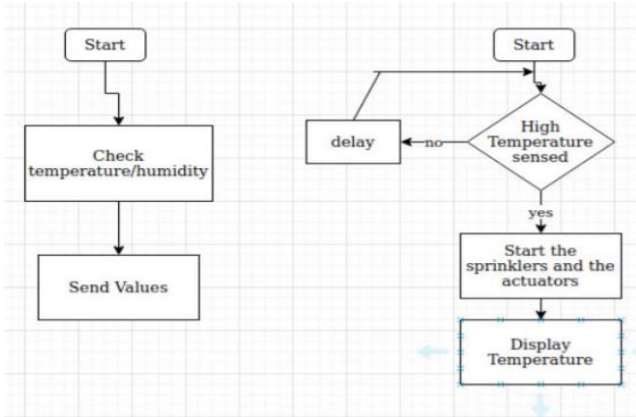 Start
Check
temperature/humidity
Send Values
Start
High
Temperature
sensed
no
delay
yes
Start the
sprinklers and the
actuators
Display
Temperature